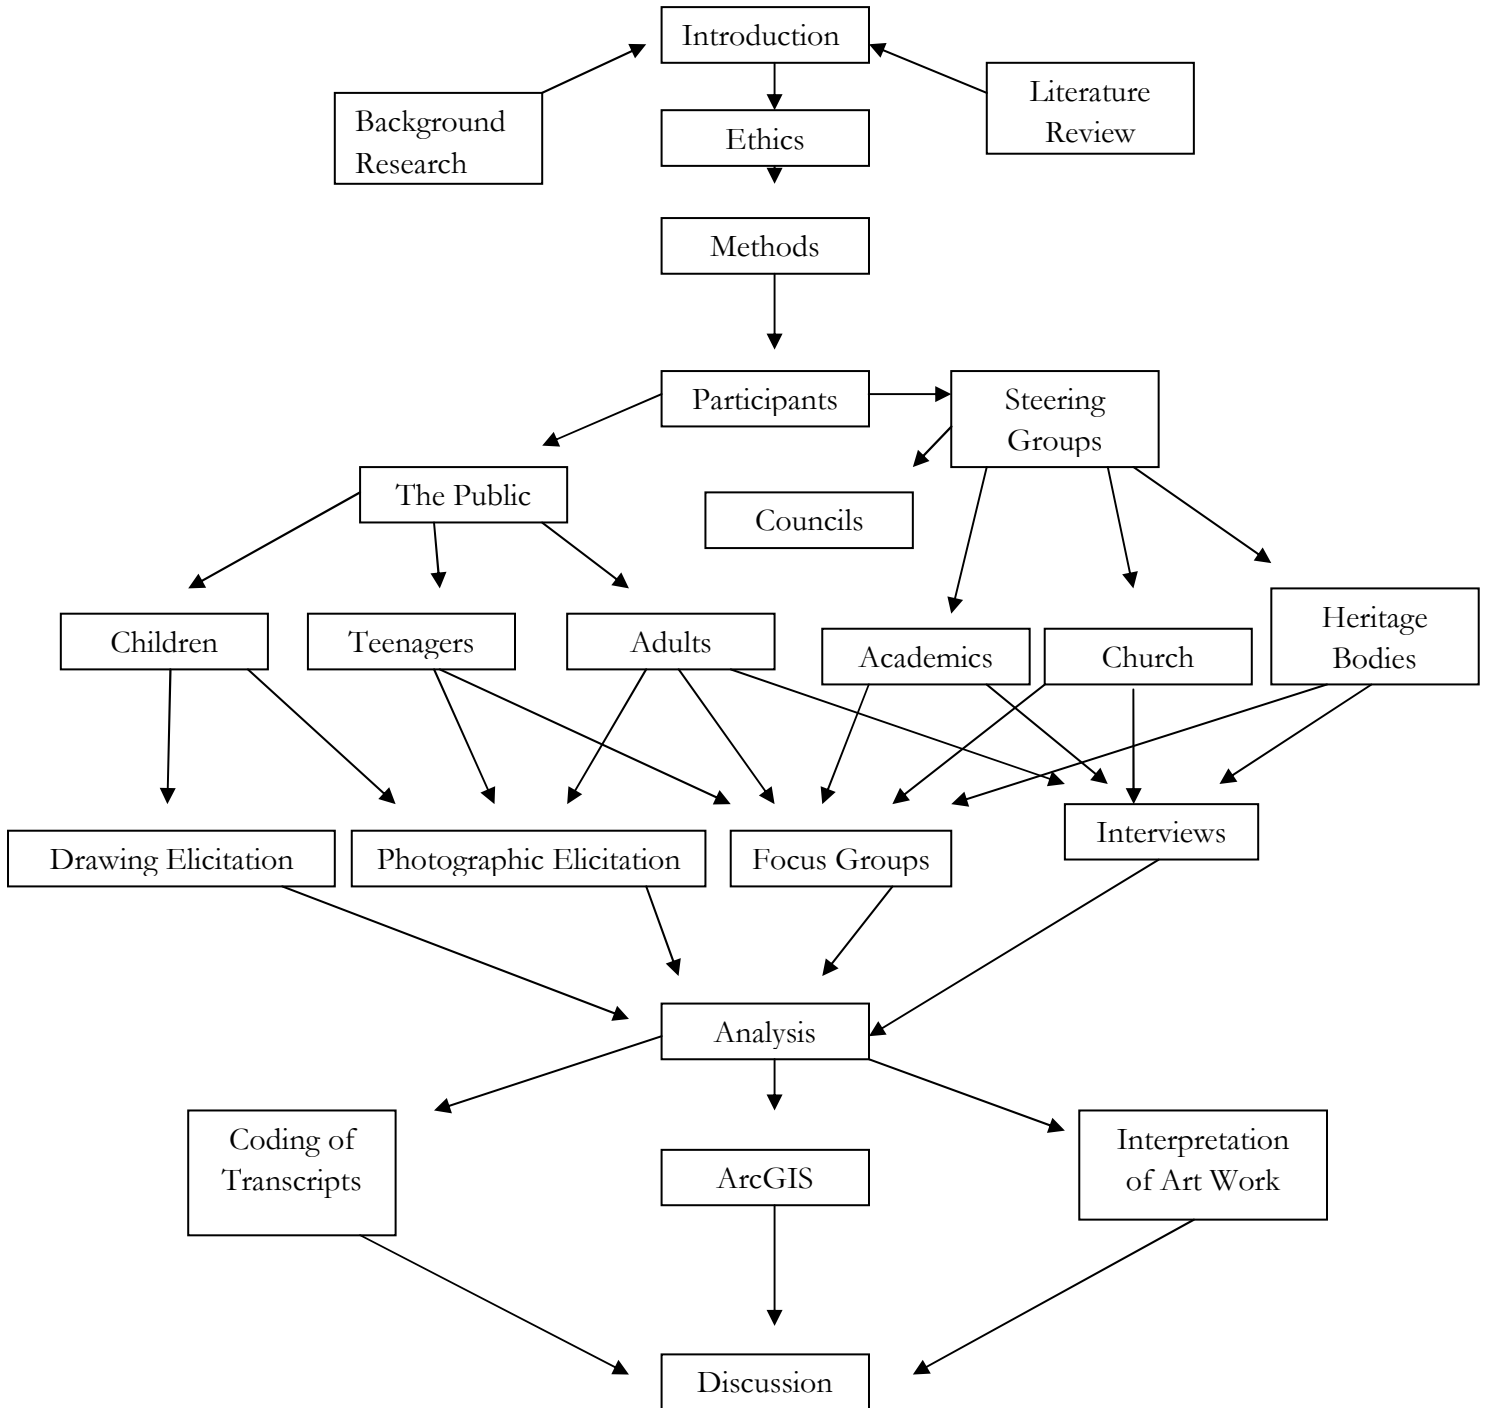 Introduction
Background
Research
Literature
Review
Ethics
Methods
Participants
Steering
Groups
The Public
Councils
Children
Teenagers
Adults
Academics
Church
Heritage
Bodies
Drawing Elicitation
Photographic Elicitation
Focus Groups
Interviews
Analysis
Coding of
Transcripts
ArcGIS
Interpretation
of Art Work
Discussion